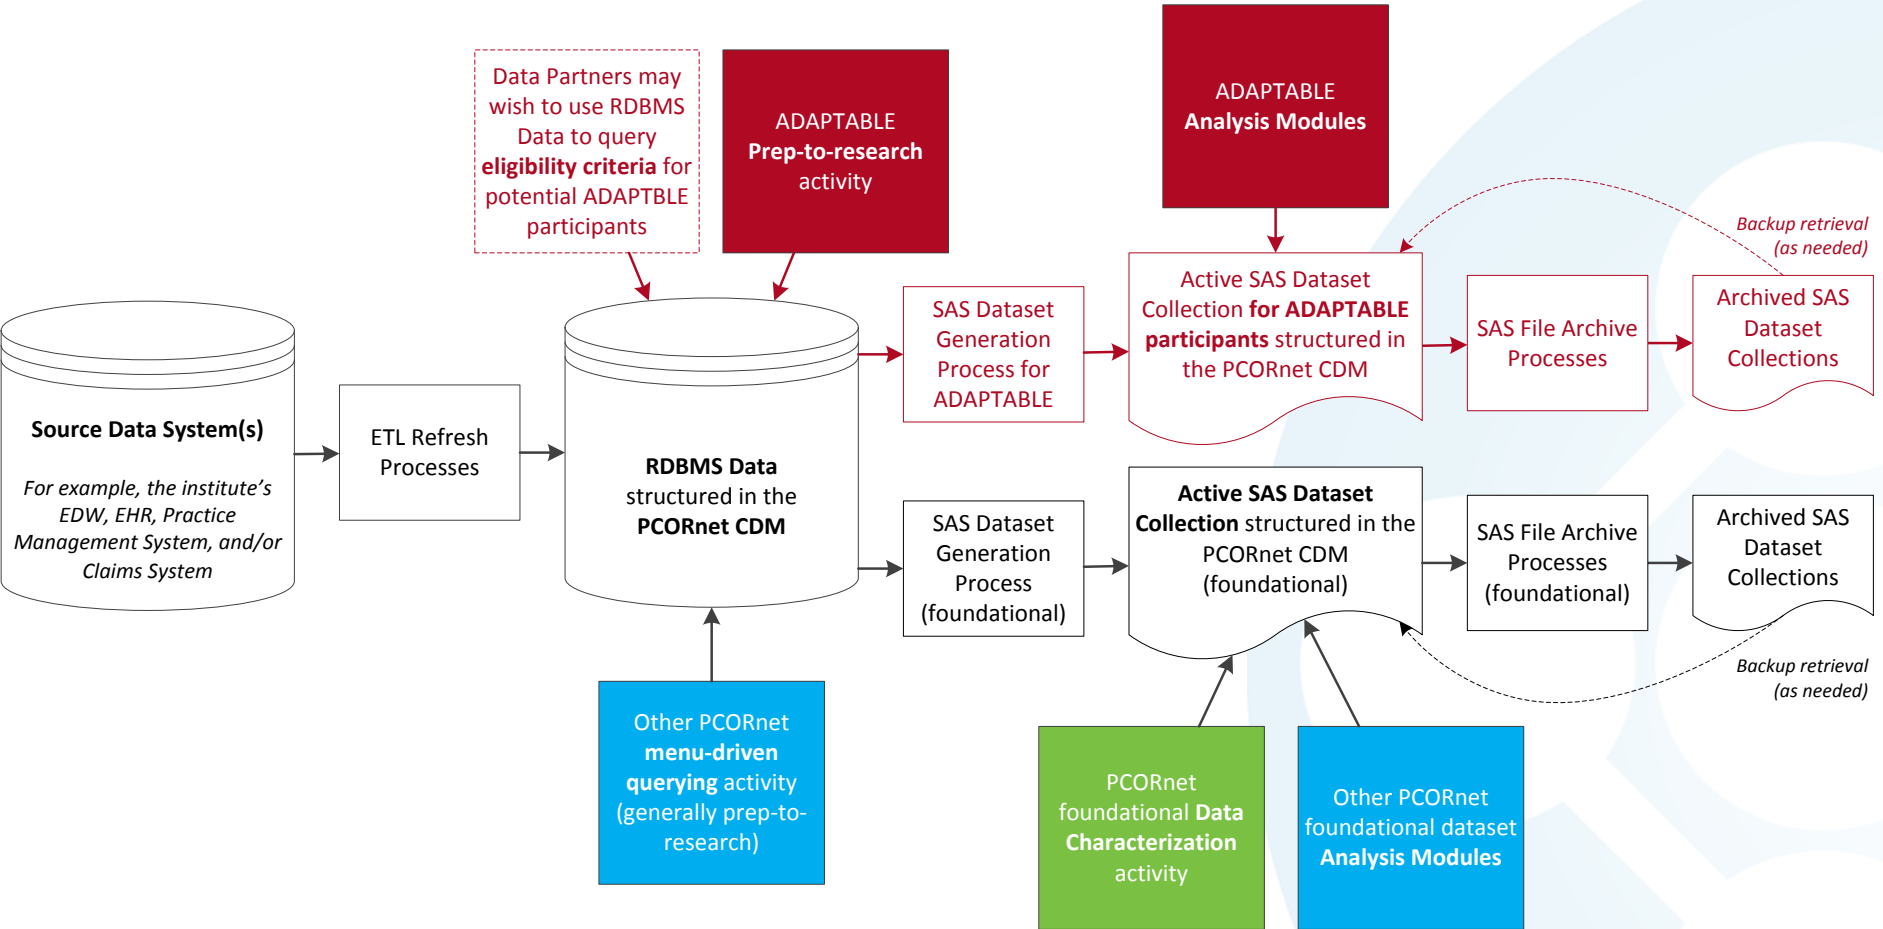 Data Partners may
wish to use RDBMS
Data to query
eligibility criteria for
potential ADAPTBLE
participants
ADAPTABLE
Prep-to-research
activity
ADAPTABLE
Analysis Modules
Source Data System(s)
For example, the institute’s
EDW, EHR, Practice
Management System, and/or
Claims System
ETL Refresh
Processes
RDBMS Data
structured in the
PCORnet CDM
SAS Dataset
Generation
Process for
ADAPTABLE
Active SAS Dataset
Collection for ADAPTABLE
participants structured in
the PCORnet CDM
SAS File Archive
Processes
Backup retrieval
(as needed)
Archived SAS
Dataset
Collections
SAS Dataset
Generation
Process
(foundational)
Active SAS Dataset
Collection structured in the
PCORnet CDM
(foundational)
SAS File Archive
Processes
(foundational)
Archived SAS
Dataset
Collections
Backup retrieval
(as needed)
Other PCORnet
menu-driven
querying activity
(generally prep-to-
research)
PCORnet
foundational Data
Characterization
activity
Other PCORnet
foundational dataset
Analysis Modules